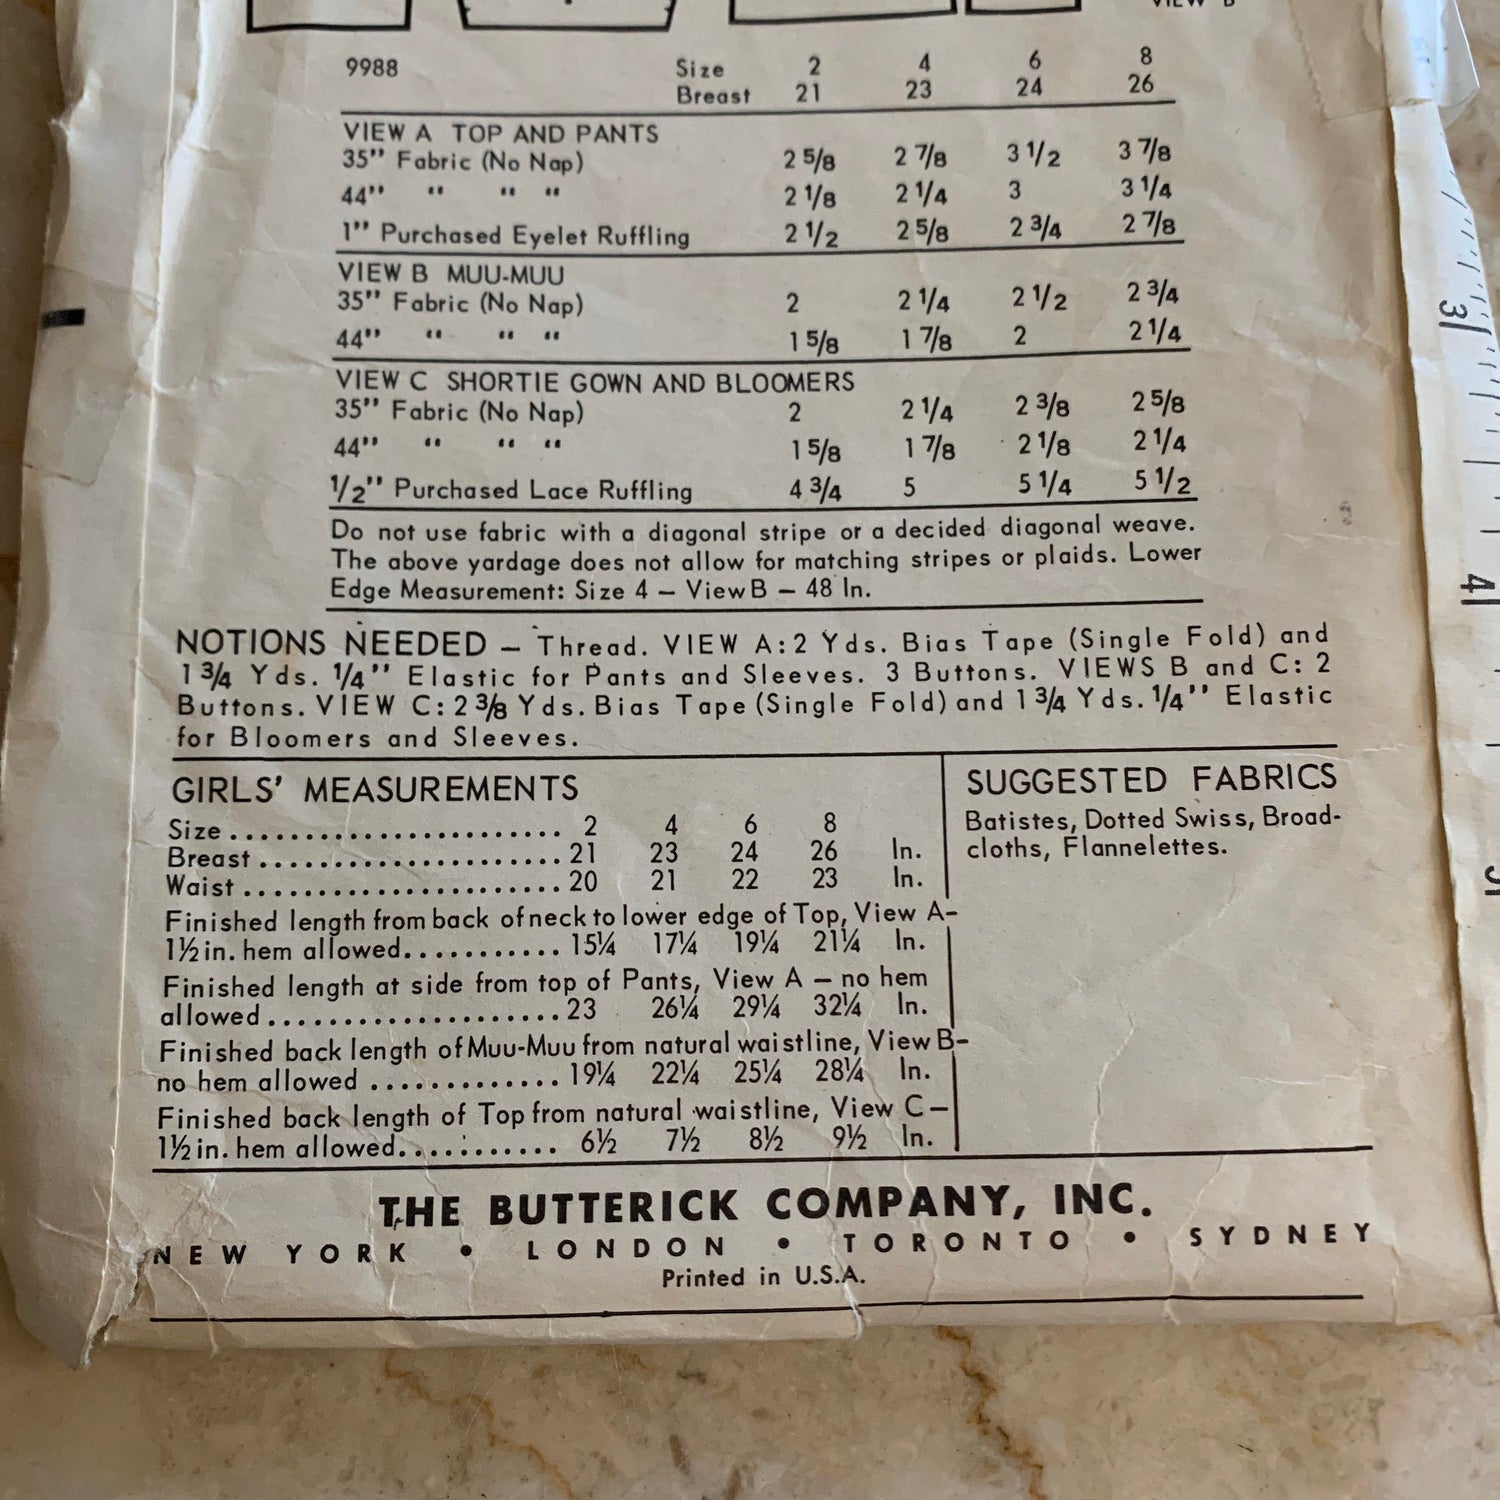 VIEW B
9988 Size 2 4 6 8
Breast 21 23 24 26
VIEW A TOP AND PANTS
35" Fabric (No Nap) 2 5/8 2 7/8 3 1/2 3 7/8
44" " " " 2 1/8 2 1/4 3 3 1/4
1" Purchased Eyelet Ruffling 2 1/2 2 5/8 2 3/4 2 7/8
VIEW B MUU-MUU
35" Fabric (No Nap) 2 2 1/4 2 1/2 2 3/4
44" " " " 1 5/8 1 7/8 2 2 1/4
VIEW C SHORTIE GOWN AND BLOOMERS
35" Fabric (No Nap) 2 2 1/4 2 3/8 2 5/8
44" " " " 1 5/8 1 7/8 2 1/8 2 1/4
1/2" Purchased Lace Ruffling 4 3/4 5 5 1/4 5 1/2
Do not use fabric with a diagonal stripe or a decided diagonal weave.
The above yardage does not allow for matching stripes or plaids. Lower
Edge Measurement: Size 4 – View B – 48 In.
NOTIONS NEEDED – Thread. VIEW A: 2 Yds. Bias Tape (Single Fold) and
1 3/4 Yds. 1/4" Elastic for Pants and Sleeves. 3 Buttons. VIEWS B and C: 2
Buttons. VIEW C: 2 3/8 Yds. Bias Tape (Single Fold) and 1 3/4 Yds. 1/4" Elastic
for Bloomers and Sleeves.
GIRLS' MEASUREMENTS
Size ....................... 2 4 6 8
Breast ....................... 21 23 24 26 In.
Waist ....................... 20 21 22 23 In.
Finished length from back of neck to lower edge of Top, View A–
1½ in. hem allowed............ 15¼ 17¼ 19¼ 21¼ In.
Finished length at side from top of Pants, View A – no hem
allowed ..................... 23 26¼ 29¼ 32¼ In.
Finished back length of Muu-Muu from natural waistline, View B–
no hem allowed ............. 19¼ 22¼ 25¼ 28¼ In.
Finished back length of Top from natural waistline, View C–
1½ in. hem allowed............ 6½ 7½ 8½ 9½ In.
SUGGESTED FABRICS
Batistes, Dotted Swiss, Broad-
cloths, Flannelettes.
THE BUTTERICK COMPANY, INC.
NEW YORK • LONDON • TORONTO • SYDNEY
Printed in U.S.A.
3
4